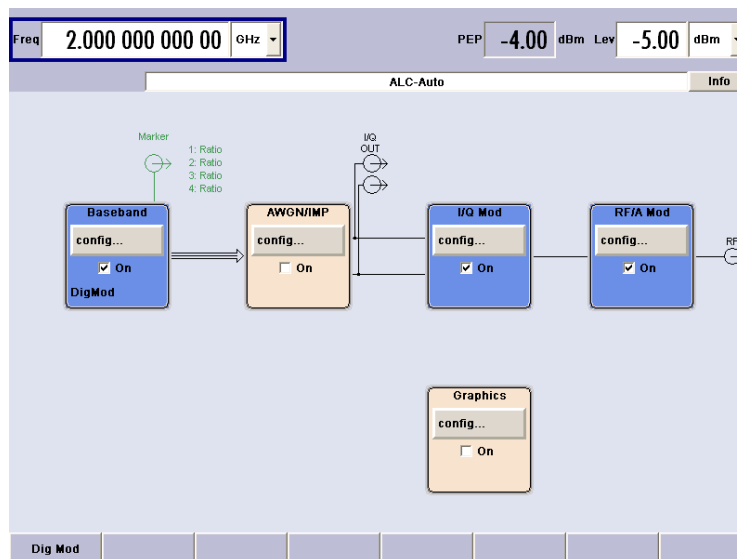 Freq 2.000 000 000 00 GHz PEP -4.00 dBm Lev -5.00 dBm
ALC-Auto Info
Marker
1: Ratio
2: Ratio
3: Ratio
4: Ratio
I/Q
OUT
Baseband
config...
On
DigMod
AWGN/IMP
config...
On
I/Q Mod
config...
On
RF/A Mod
config...
On
RF
Graphics
config...
On
Dig Mod